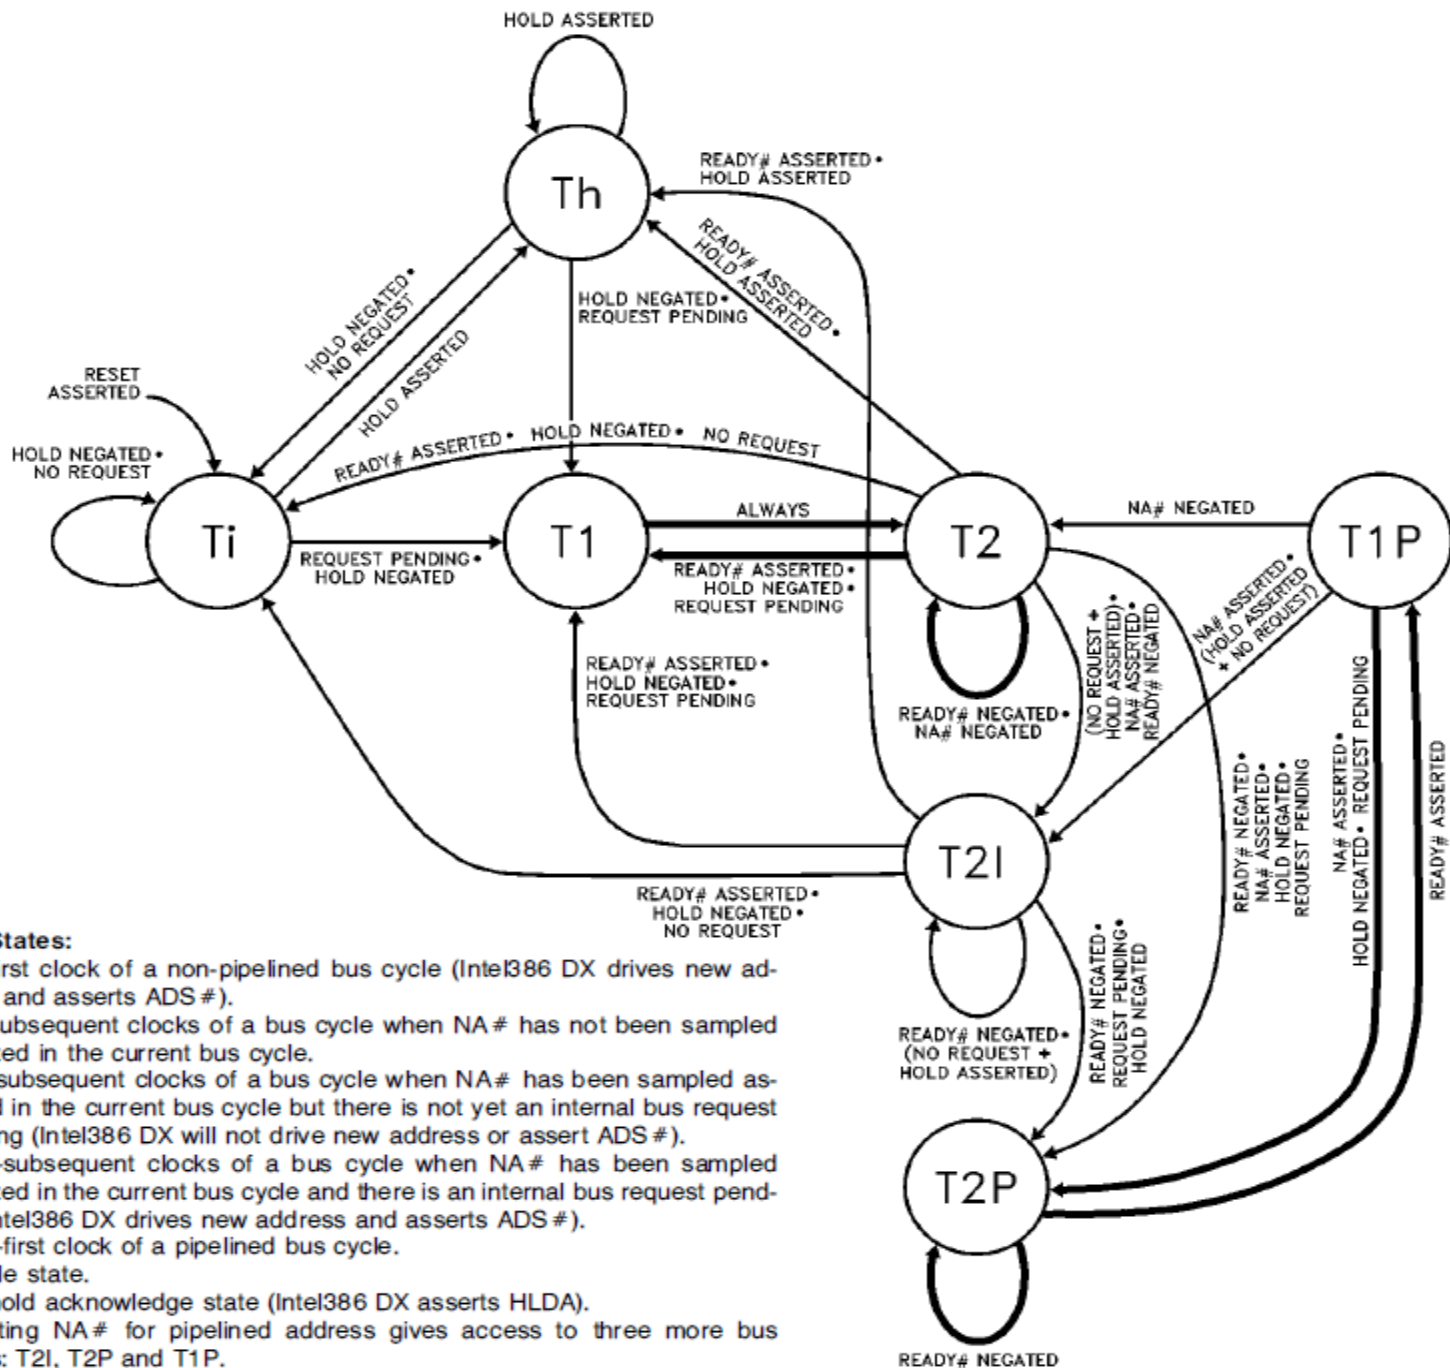 HOLD ASSERTED
Th
READY# ASSERTED•
HOLD ASSERTED
READY# ASSERTED•
HOLD ASSERTED
HOLD NEGATED•
NO REQUEST
HOLD ASSERTED
HOLD NEGATED•
REQUEST PENDING
RESET
ASSERTED
HOLD NEGATED•
NO REQUEST
READY# ASSERTED• HOLD NEGATED• NO REQUEST
Ti
REQUEST PENDING•
HOLD NEGATED
T1
ALWAYS
READY# ASSERTED•
HOLD NEGATED•
REQUEST PENDING
T2
NA# NEGATED
T1P
NA# ASSERTED•
(HOLD ASSERTED
+ NO REQUEST)
(NO REQUEST +
HOLD ASSERTED)•
NA# ASSERTED•
READY# NEGATED
READY# NEGATED•
NA# NEGATED
READY# ASSERTED•
HOLD NEGATED•
REQUEST PENDING
READY# NEGATED•
NA# ASSERTED•
HOLD NEGATED•
REQUEST PENDING
NA# ASSERTED•
HOLD NEGATED• REQUEST PENDING
READY# ASSERTED
T2I
READY# ASSERTED•
HOLD NEGATED•
NO REQUEST
READY# NEGATED•
(NO REQUEST +
HOLD ASSERTED)
READY# NEGATED•
REQUEST PENDING•
HOLD NEGATED
T2P
READY# NEGATED
States:
irst clock of a non-pipelined bus cycle (Intel386 DX drives new ad-
and asserts ADS#).
ubsequent clocks of a bus cycle when NA# has not been sampled
ted in the current bus cycle.
subsequent clocks of a bus cycle when NA# has been sampled as-
d in the current bus cycle but there is not yet an internal bus request
ing (Intel386 DX will not drive new address or assert ADS#).
-subsequent clocks of a bus cycle when NA# has been sampled
ted in the current bus cycle and there is an internal bus request pend-
ntel386 DX drives new address and asserts ADS#).
-first clock of a pipelined bus cycle.
le state.
hold acknowledge state (Intel386 DX asserts HLDA).
ting NA# for pipelined address gives access to three more bus
s: T2I, T2P and T1P.